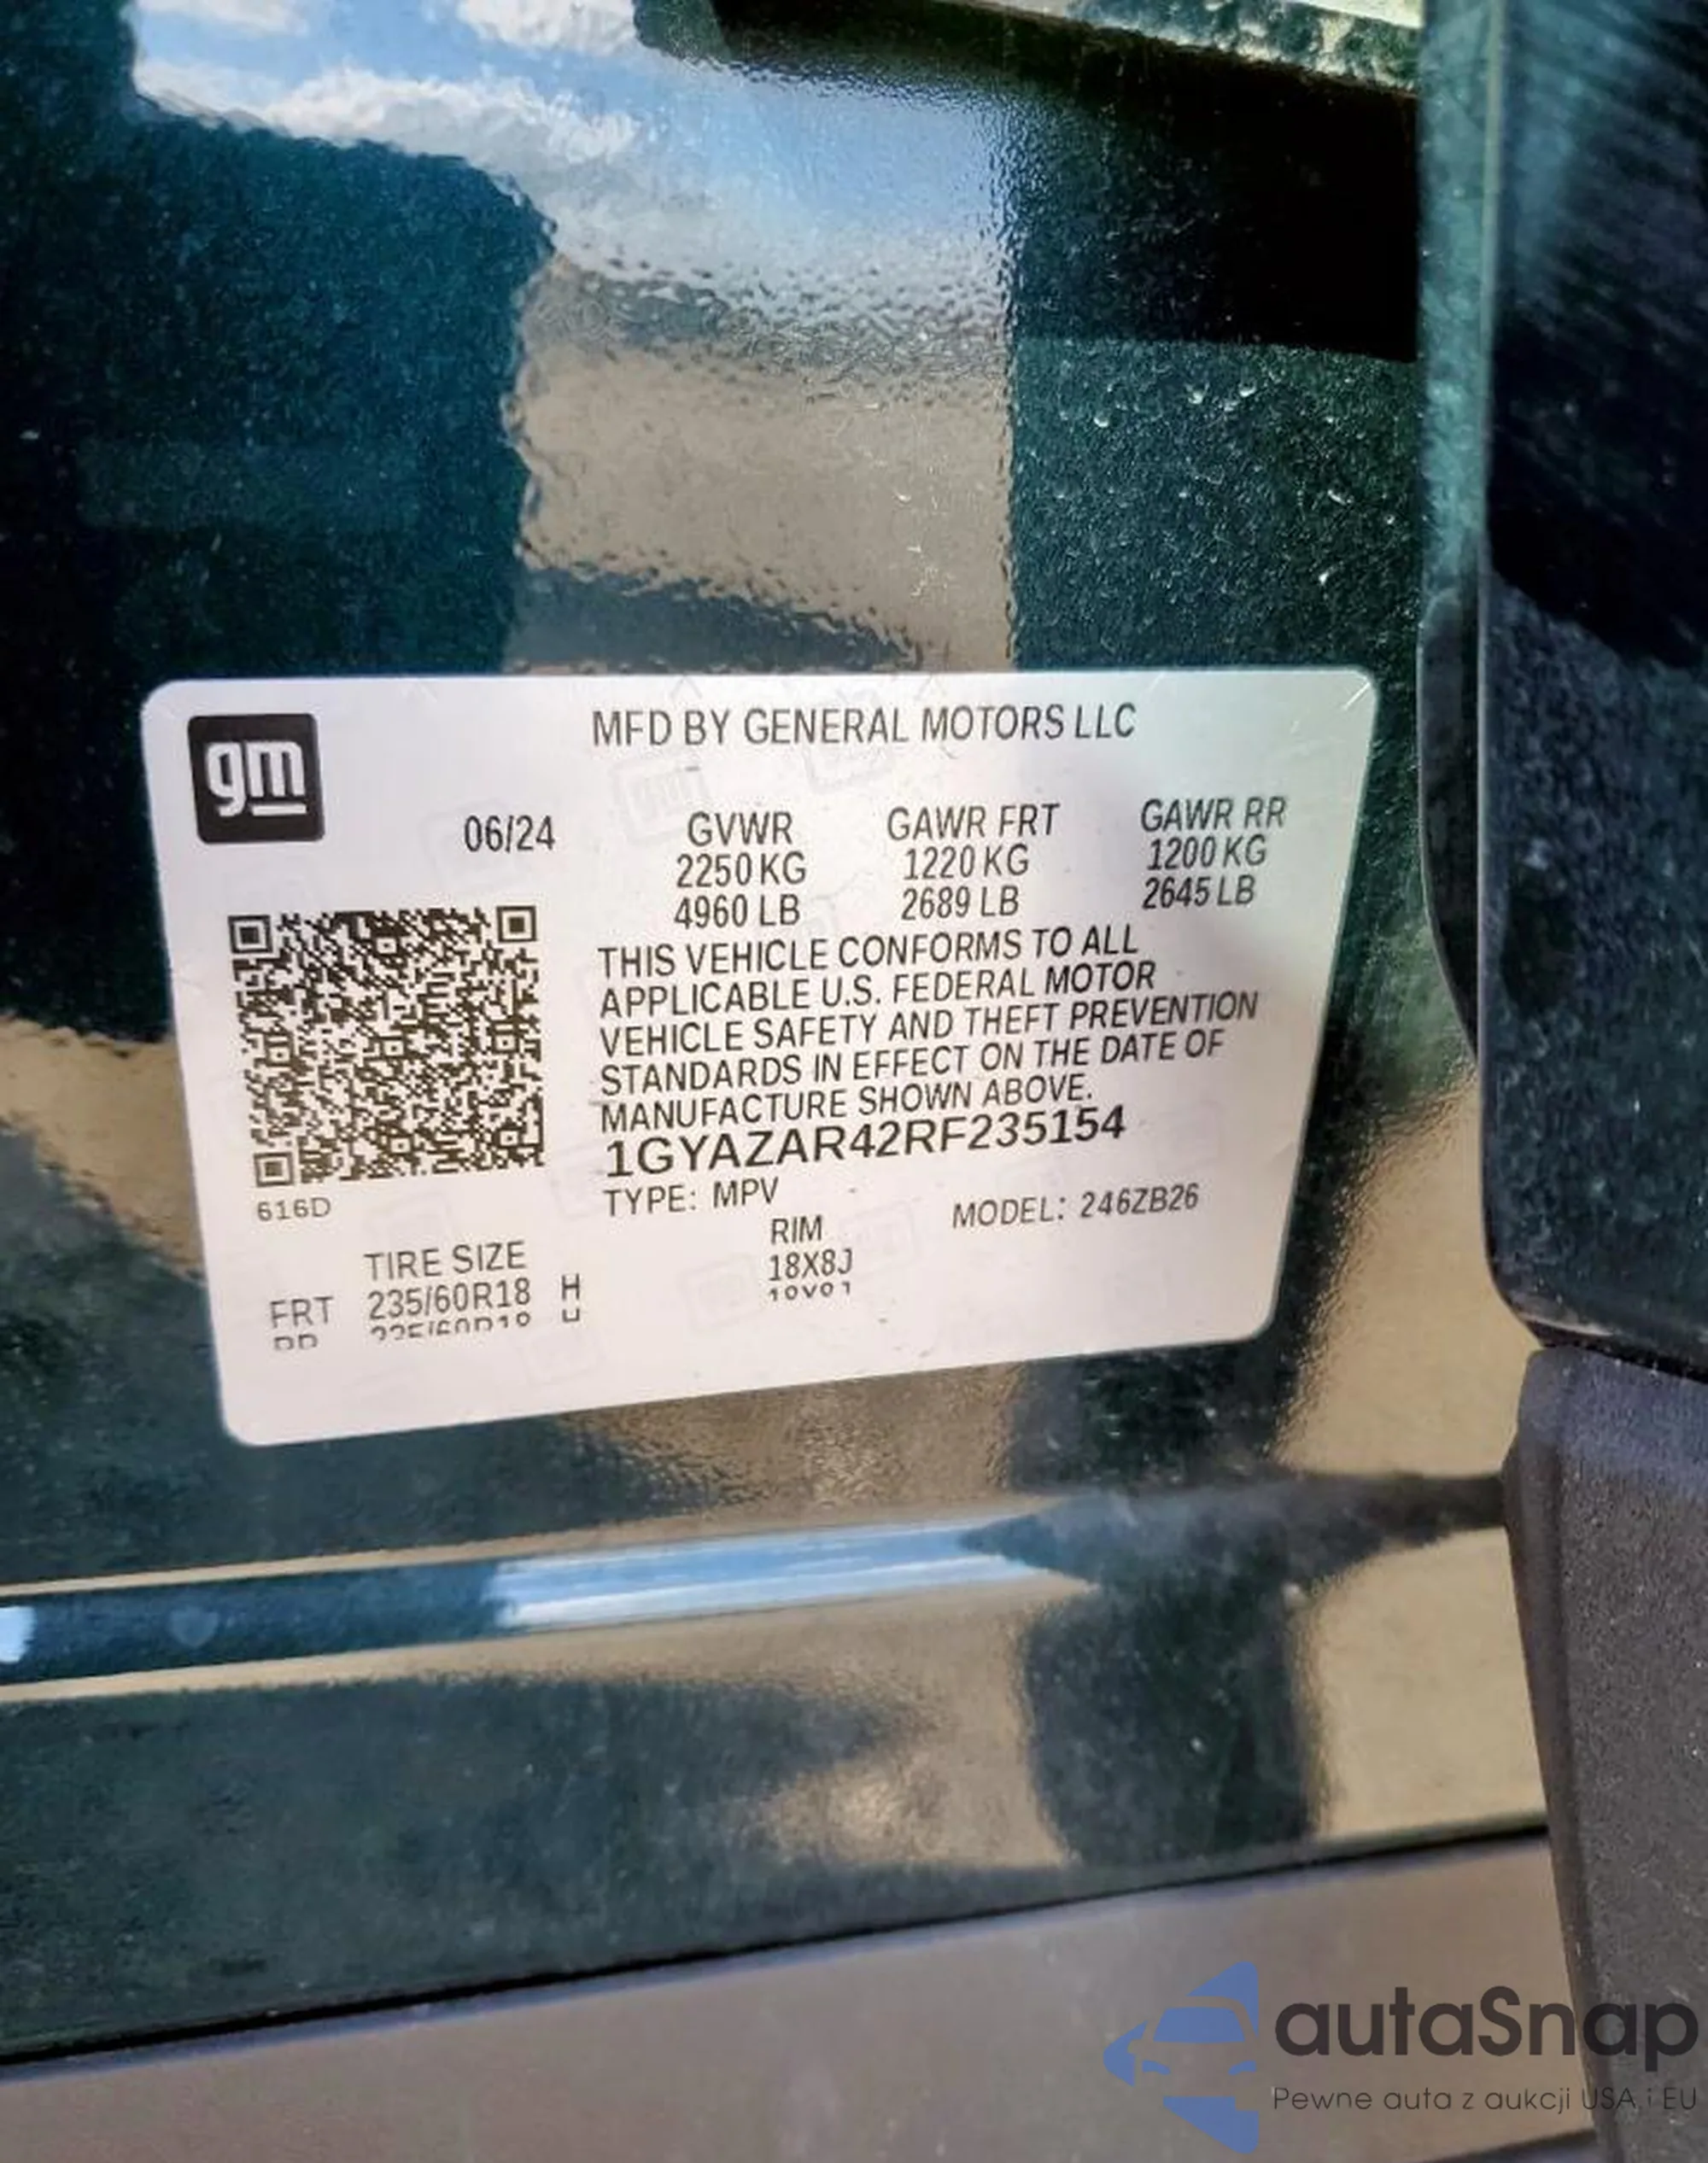 gm
MFD BY GENERAL MOTORS LLC
06/24
GVWR GAWR FRT GAWR RR
2250 KG 1220 KG 1200 KG
4960 LB 2689 LB 2645 LB
THIS VEHICLE CONFORMS TO ALL
APPLICABLE U.S. FEDERAL MOTOR
VEHICLE SAFETY AND THEFT PREVENTION
STANDARDS IN EFFECT ON THE DATE OF
MANUFACTURE SHOWN ABOVE.
1GYAZAR42RF235154
616D
TYPE: MPV MODEL: 246ZB26
TIRE SIZE RIM
FRT 235/60R18 H 18X8J
autaSnap
Pewne auta z aukcji USA i EU